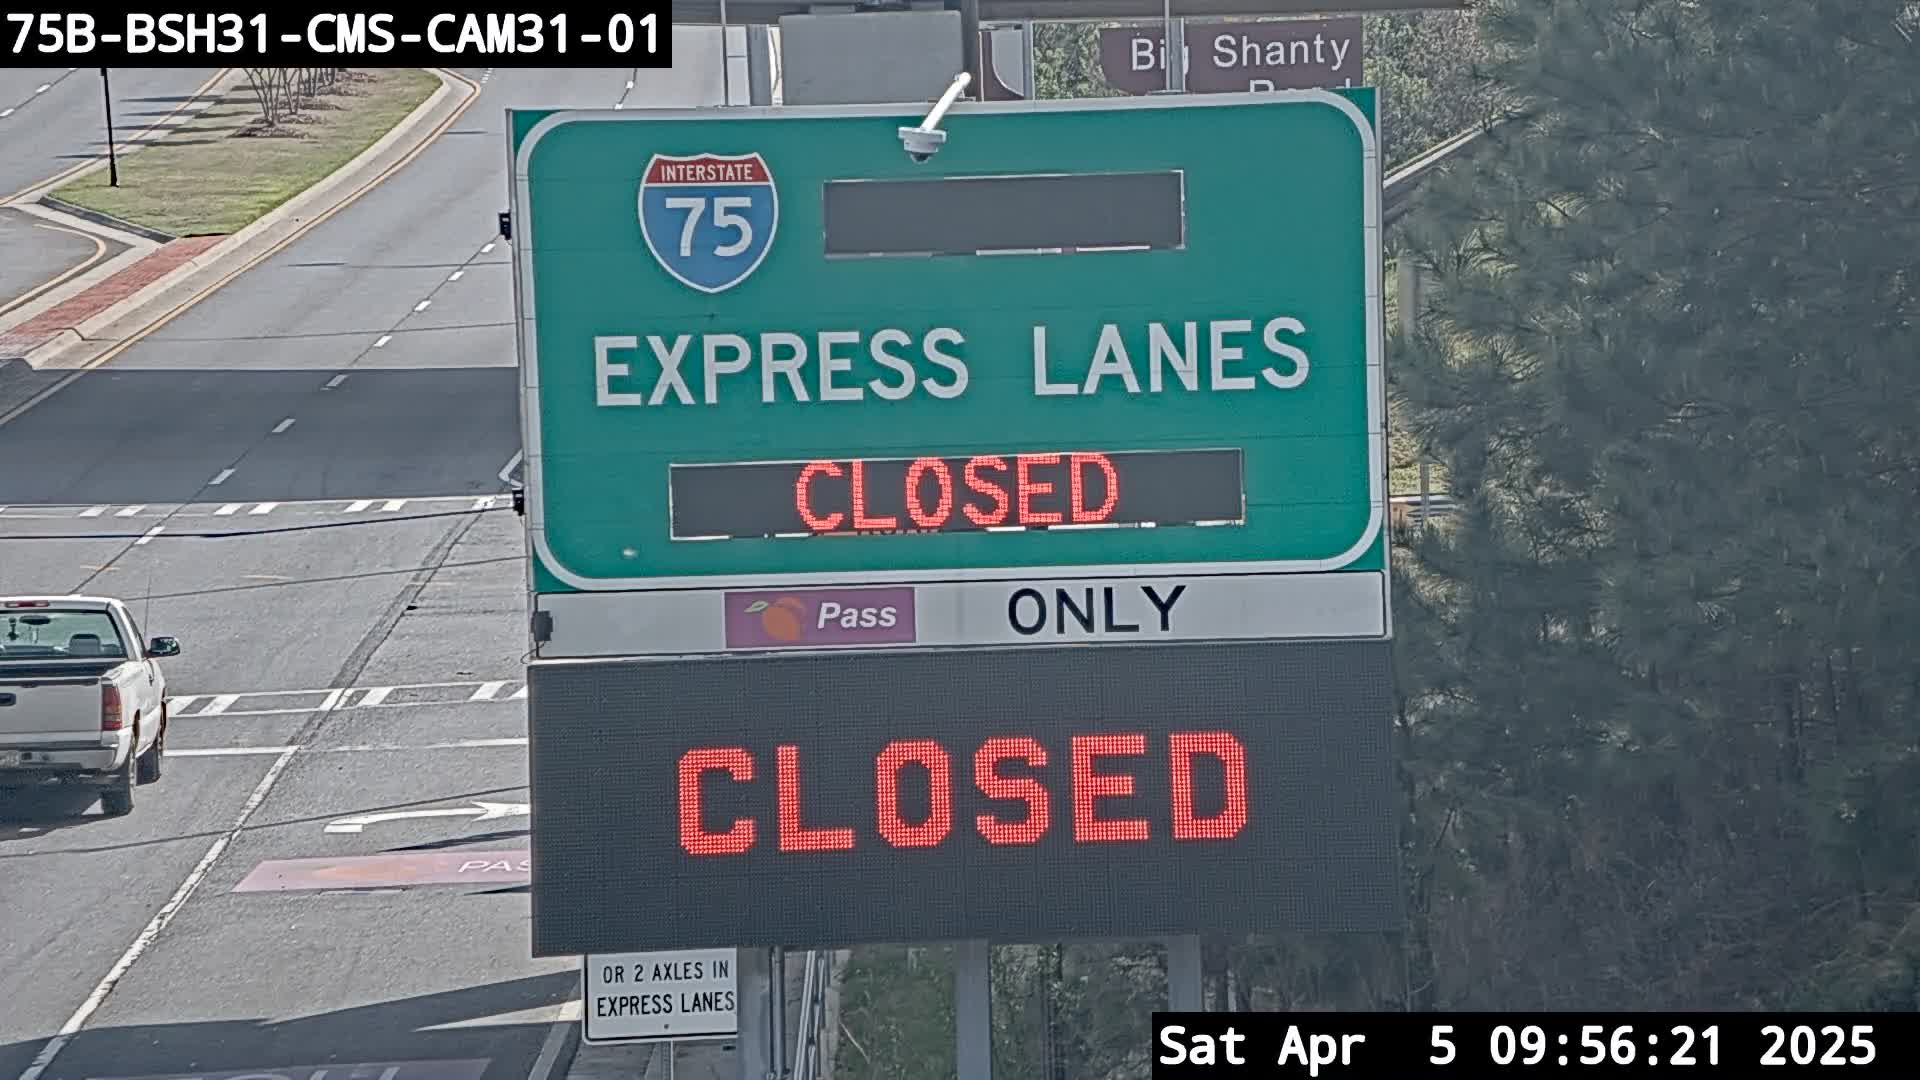 75B-BSH31-CMS-CAM31-01
Big Shanty
INTERSTATE
75
EXPRESS LANES
CLOSED
Pass ONLY
CLOSED
OR 2 AXLES IN
EXPRESS LANES
Sat Apr 5 09:56:21 2025